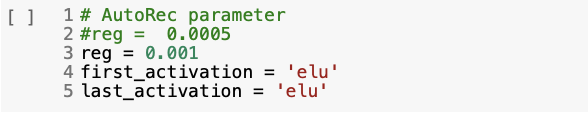 [ ] 1 # AutoRec parameter
2 #reg =  0.0005
3 reg = 0.001
4 first_activation = 'elu'
5 last_activation = 'elu'